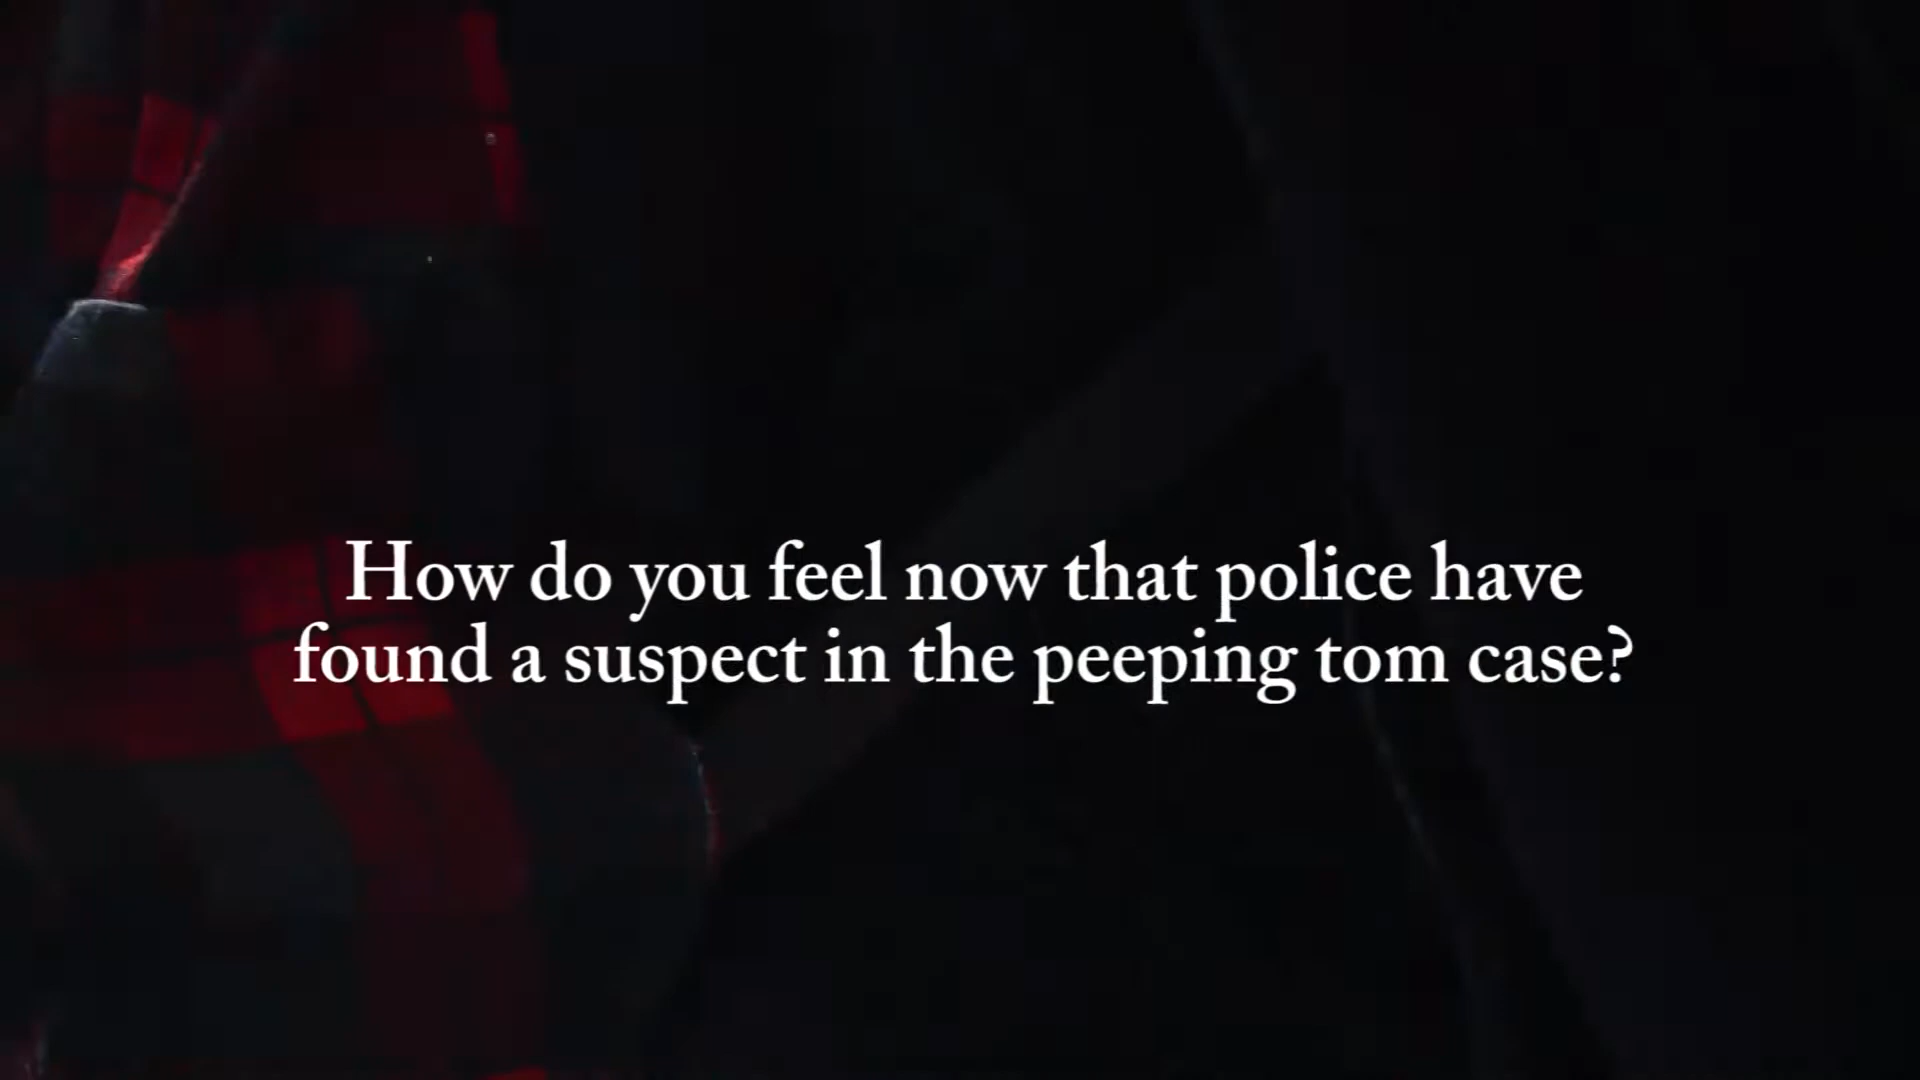 How do you feel now that police have
found a suspect in the peeping tom case?